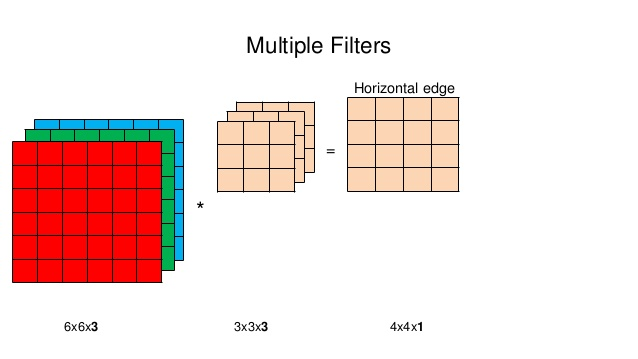 Multiple Filters
Horizontal edge
*
=
6x6x3
3x3x3
4x4x1